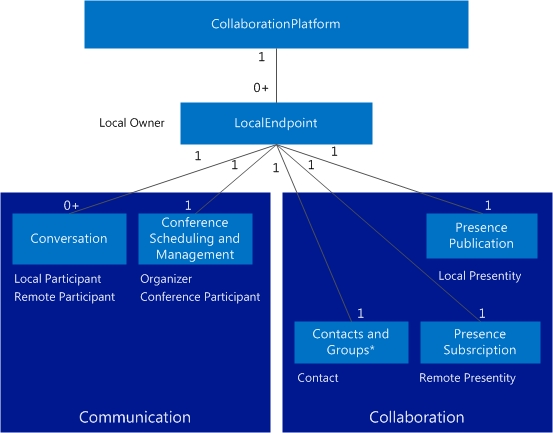 CollaborationPlatform
1
0+
Local Owner
LocalEndpoint
1
1
1
1
1
0+
1
1
Conversation
Conference
Scheduling and
Management
Presence
Publication
Local Participant
Remote Participant
Organizer
Conference Participant
Local Presentity
1
1
Contacts and
Groups*
Presence
Subsrciption
Contact
Remote Presentity
Communication
Collaboration